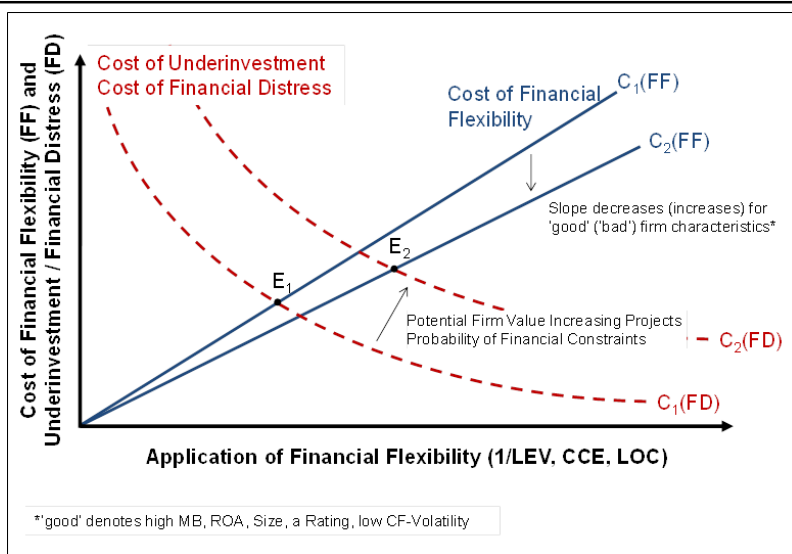 Cost of Financial Flexibility (FF) and
Underinvestment / Financial Distress (FD)
Cost of Underinvestment
Cost of Financial Distress
Cost of Financial
Flexibility
C₁(FF)
C₂(FF)
Slope decreases (increases) for
'good' ('bad') firm characteristics*
E₂
E₁
Potential Firm Value Increasing Projects
Probability of Financial Constraints
C₂(FD)
C₁(FD)
Application of Financial Flexibility (1/LEV, CCE, LOC)
*'good' denotes high MB, ROA, Size, a Rating, low CF-Volatility